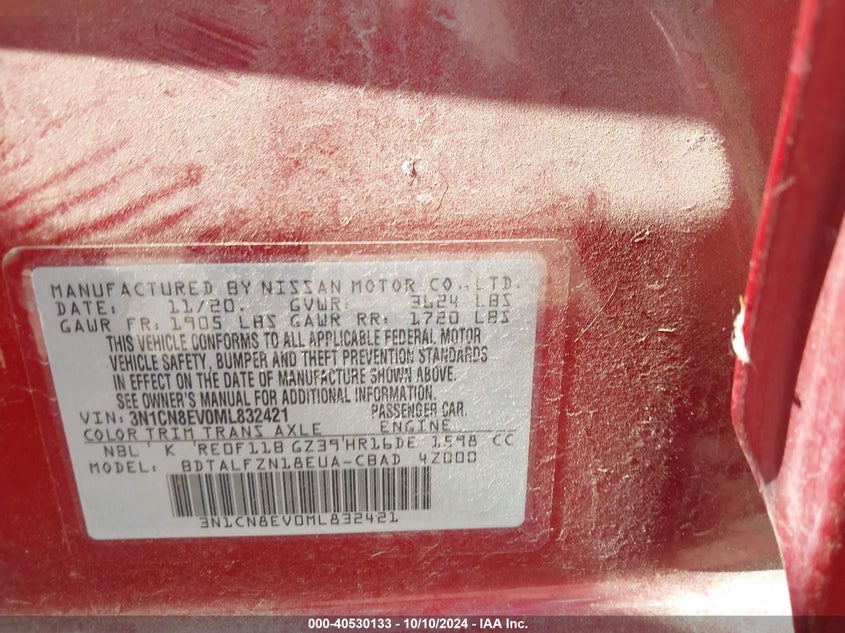 MANUFACTURED BY NISSAN MOTOR CO., LTD.
DATE: 11/20. GVWR: 3624 LBS
GAWR FR: 1905 LBS GAWR RR: 1720 LBS
THIS VEHICLE CONFORMS TO ALL APPLICABLE FEDERAL MOTOR
VEHICLE SAFETY, BUMPER AND THEFT PREVENTION STANDARDS
IN EFFECT ON THE DATE OF MANUFACTURE SHOWN ABOVE.
SEE OWNER'S MANUAL FOR ADDITIONAL INFORMATION.
VIN: 3N1CN8EV0ML832421 PASSENGER CAR.
COLOR TRIM TRANS AXLE ENGINE
NBL K RE0F11B GZ39 HR16DE 1598 CC
MODEL: BDTALFZN18EUA-CBAD 4Z000
3N1CN8EV0ML832421
000-40530133 - 10/10/2024 - IAA Inc.